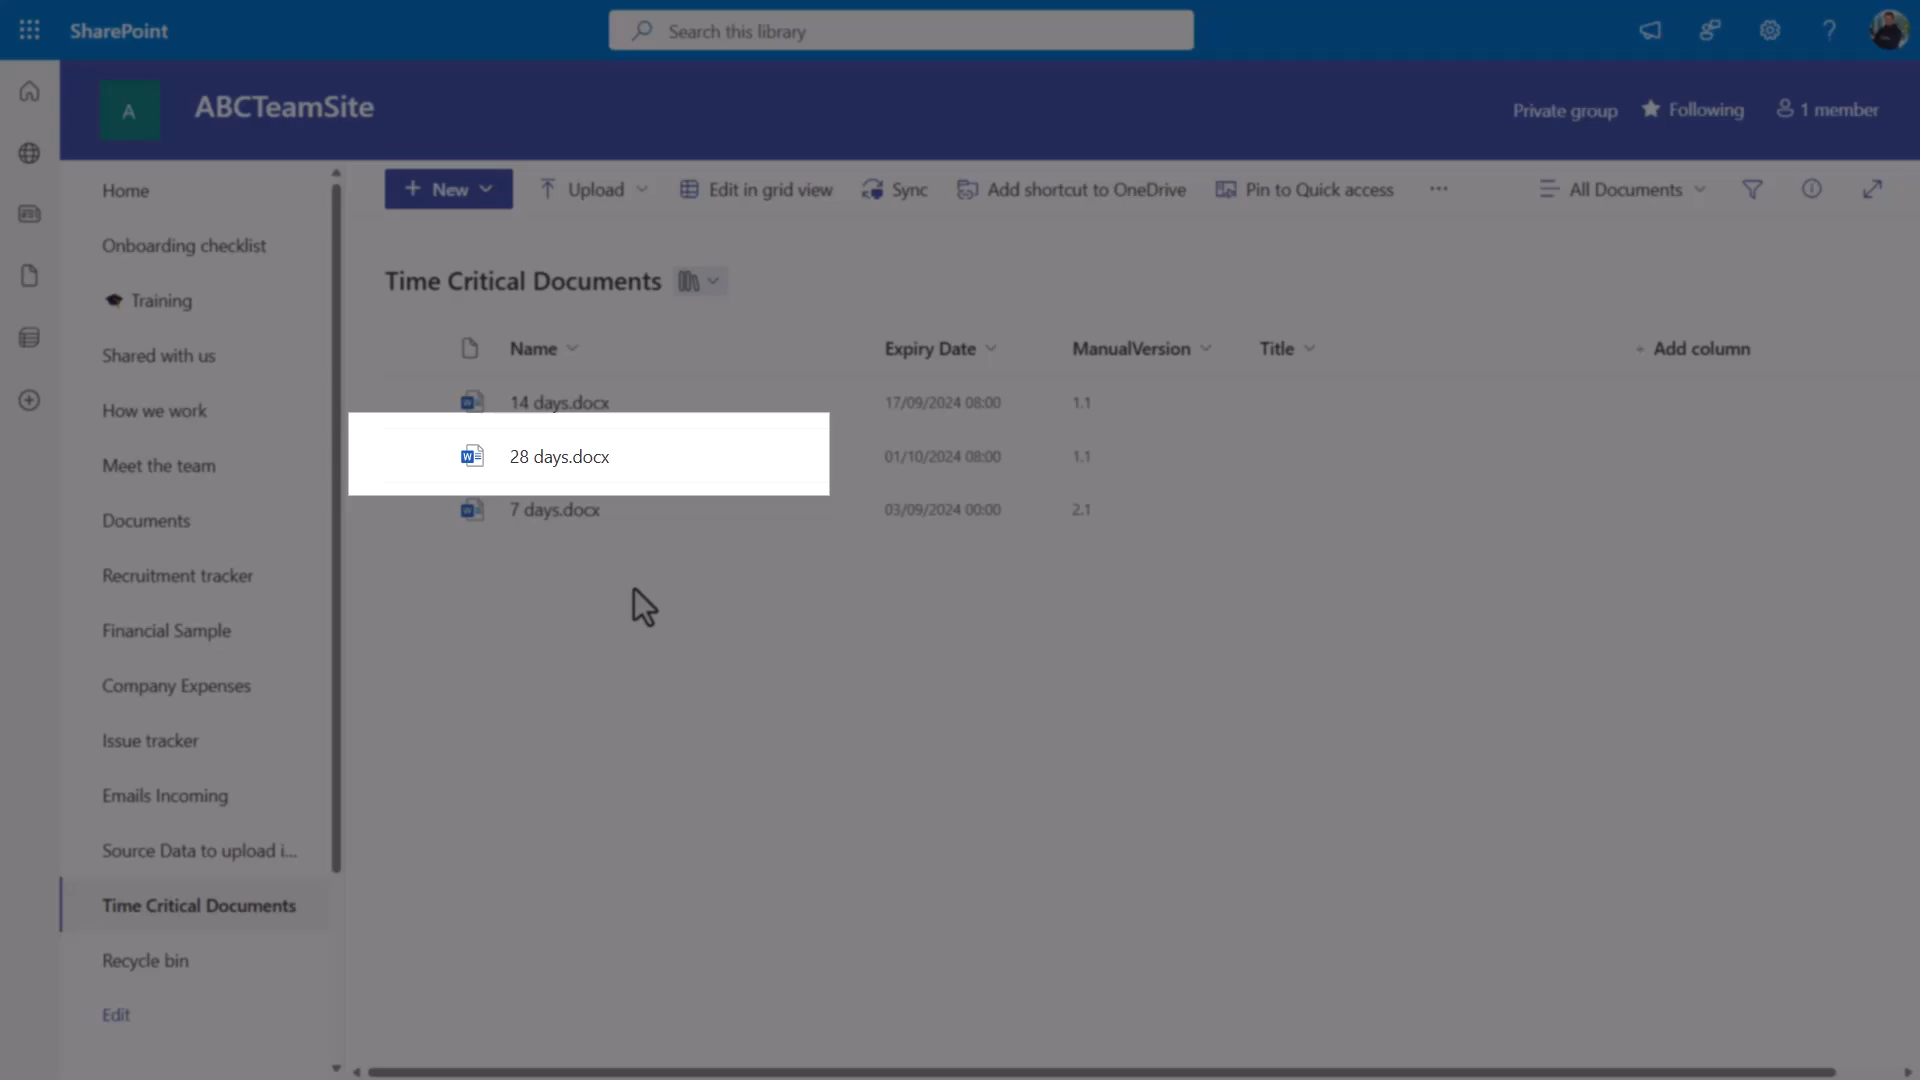 SharePoint
Search this library
A
ABCTeamSite
Private group
Following
1 member
Home
Onboarding checklist
Training
Shared with us
How we work
Meet the team
Documents
Recruitment tracker
Financial Sample
Company Expenses
Issue tracker
Emails Incoming
Source Data to upload i...
Time Critical Documents
Recycle bin
Edit
+ New
Upload
Edit in grid view
Sync
Add shortcut to OneDrive
Pin to Quick access
...
All Documents
Time Critical Documents
Name Expiry Date ManualVersion Title + Add column
14 days.docx 17/09/2024 08:00 1.1
28 days.docx 01/10/2024 08:00 1.1
7 days.docx 03/09/2024 00:00 2.1